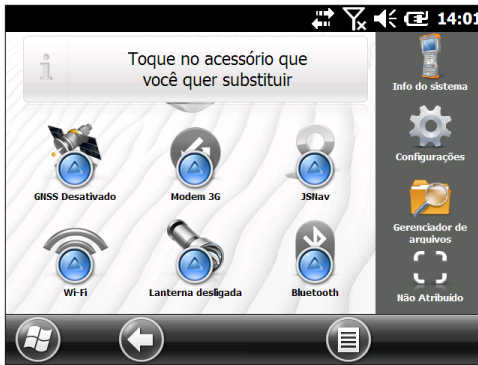 14:01
Toque no acessório que
você quer substituir
Info do sistema
Configurações
GNSS Desativado
Modem 3G
JSNav
Gerenciador de
arquivos
Wi-Fi
Lanterna desligada
Bluetooth
Não Atribuído